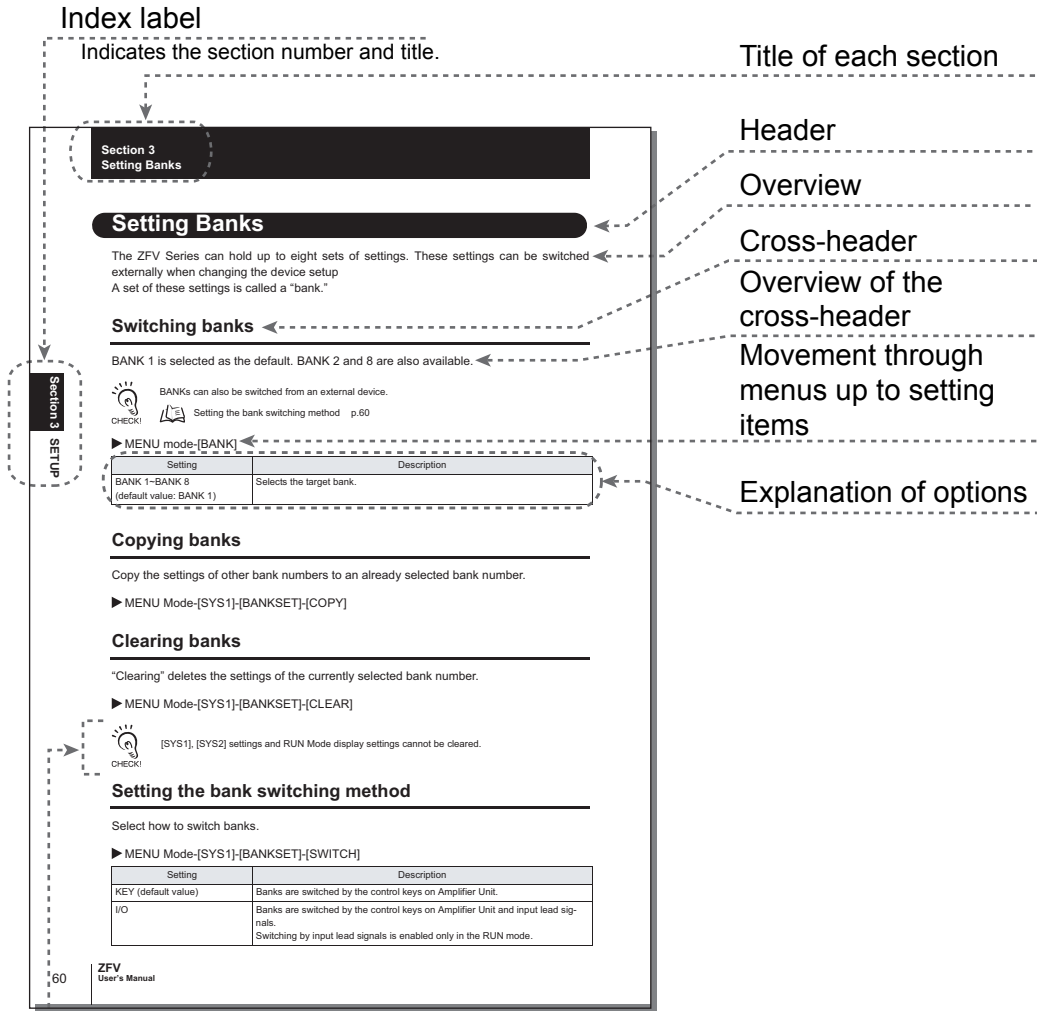 Index label
Indicates the section number and title.
Title of each section
Section 3
Setting Banks
Header
Setting Banks
Overview
The ZFV Series can hold up to eight sets of settings. These settings can be switched
externally when changing the device setup
A set of these settings is called a “bank.”
Cross-header
Switching banks
Overview of the
cross-header
BANK 1 is selected as the default. BANK 2 and 8 are also available.
Movement through
menus up to setting
items
Section 3 SETUP
CHECK!
BANKs can also be switched from an external device.
Setting the bank switching method p.60
▶ MENU mode-[BANK]
Setting Description
BANK 1~BANK 8 Selects the target bank.
(default value: BANK 1)
Explanation of options
Copying banks
Copy the settings of other bank numbers to an already selected bank number.
▶ MENU Mode-[SYS1]-[BANKSET]-[COPY]
Clearing banks
“Clearing” deletes the settings of the currently selected bank number.
▶ MENU Mode-[SYS1]-[BANKSET]-[CLEAR]
CHECK!
[SYS1], [SYS2] settings and RUN Mode display settings cannot be cleared.
Setting the bank switching method
Select how to switch banks.
▶ MENU Mode-[SYS1]-[BANKSET]-[SWITCH]
Setting Description
KEY (default value) Banks are switched by the control keys on Amplifier Unit.
I/O Banks are switched by the control keys on Amplifier Unit and input lead sig-
nals.
Switching by input lead signals is enabled only in the RUN mode.
60
ZFV
User's Manual